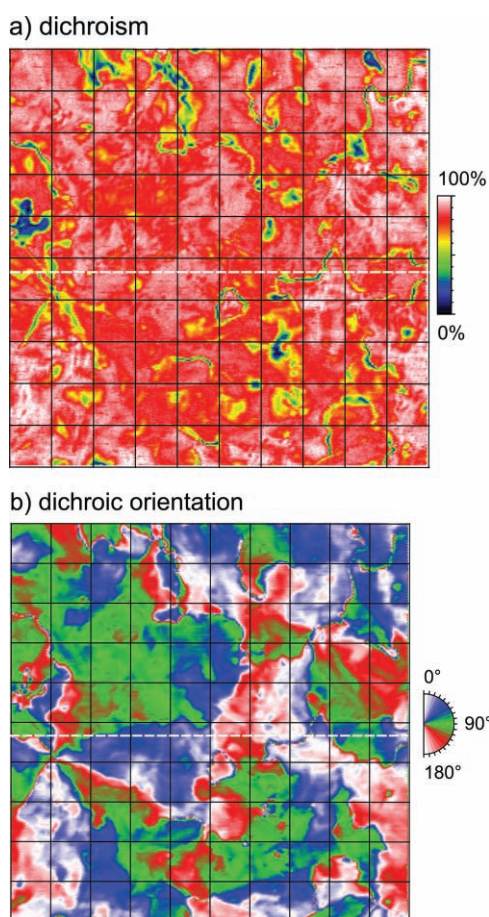 a) dichroism
100%
0%
b) dichroic orientation
0°
90°
180°